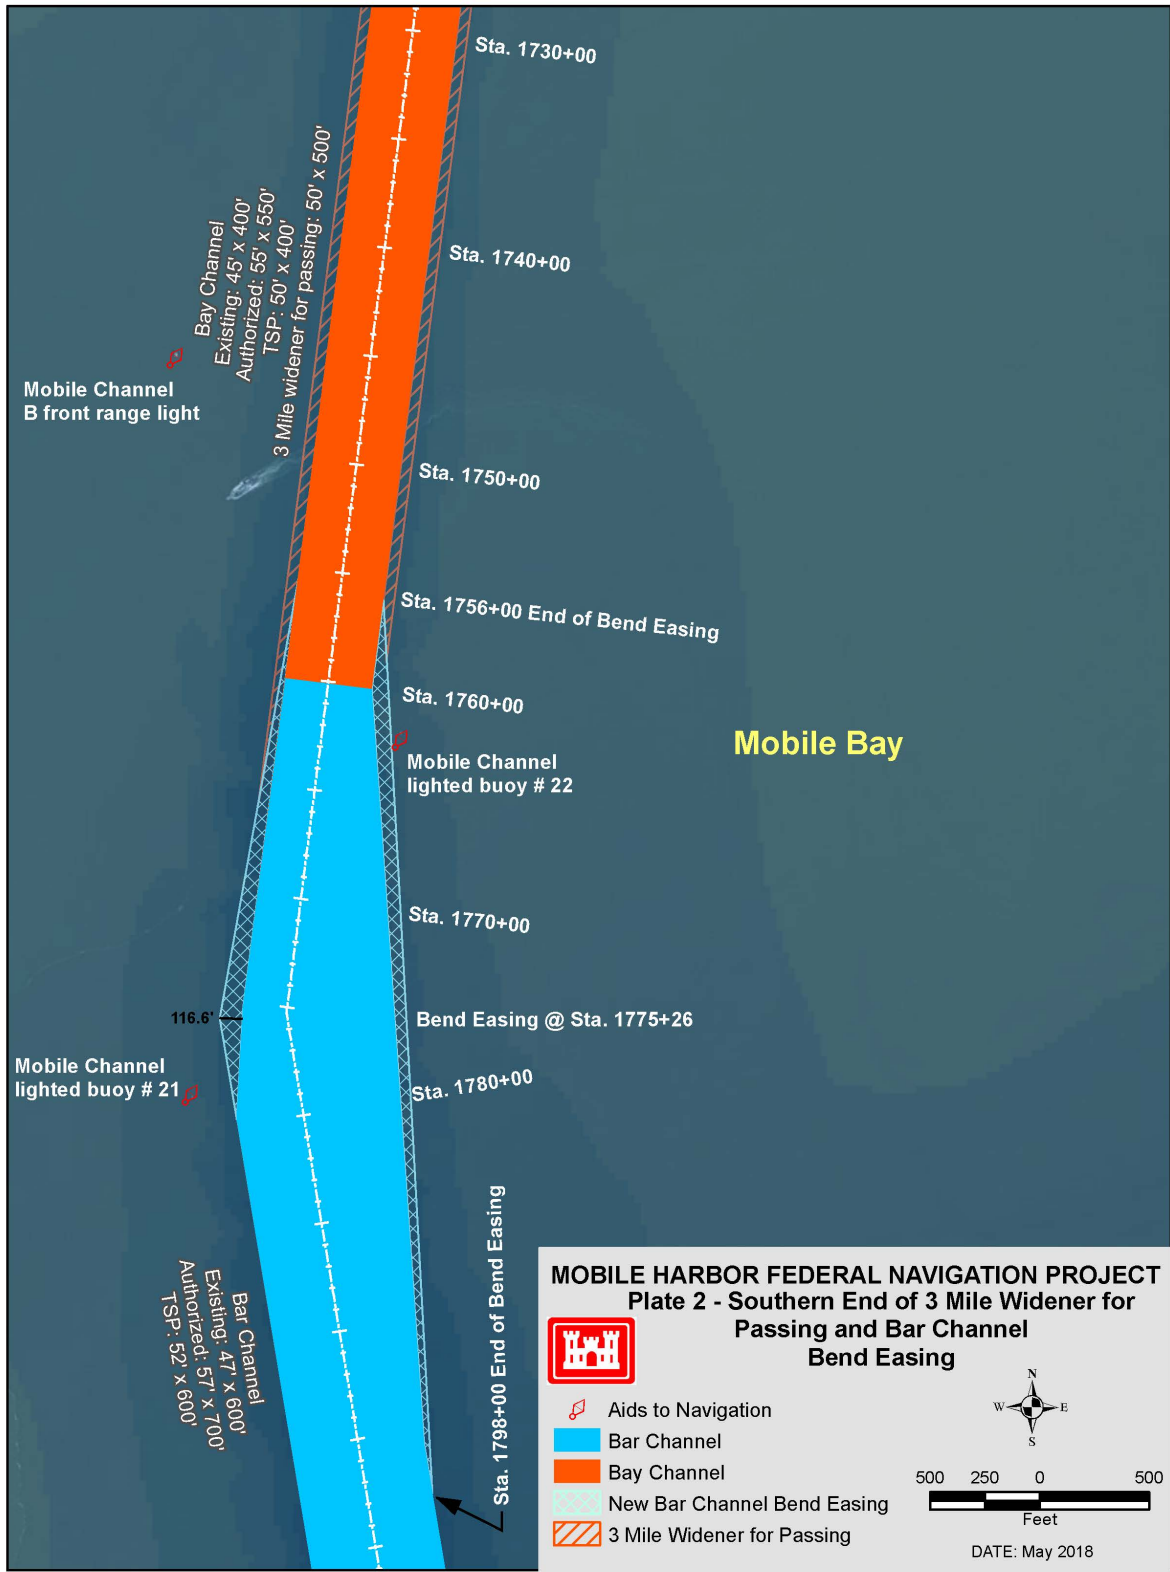 Sta. 1730+00
Bay Channel
Existing: 45' x 400'
Authorized: 55' x 550'
TSP: 50' x 400'
3 Mile widener for passing: 50' x 500'
Sta. 1740+00
Mobile Channel
B front range light
Sta. 1750+00
Sta. 1756+00 End of Bend Easing
Sta. 1760+00
Mobile Bay
Mobile Channel
lighted buoy # 22
Sta. 1770+00
116.6'
Bend Easing @ Sta. 1775+26
Mobile Channel
lighted buoy # 21
Sta. 1780+00
Sta. 1798+00 End of Bend Easing
Bar Channel
Existing: 47' x 600'
Authorized: 57' x 700'
TSP: 52' x 600'
MOBILE HARBOR FEDERAL NAVIGATION PROJECT
Plate 2 - Southern End of 3 Mile Widener for
Passing and Bar Channel
Bend Easing
Aids to Navigation
Bar Channel
Bay Channel
New Bar Channel Bend Easing
3 Mile Widener for Passing
N
W E
S
500 250 0 500
Feet
DATE: May 2018